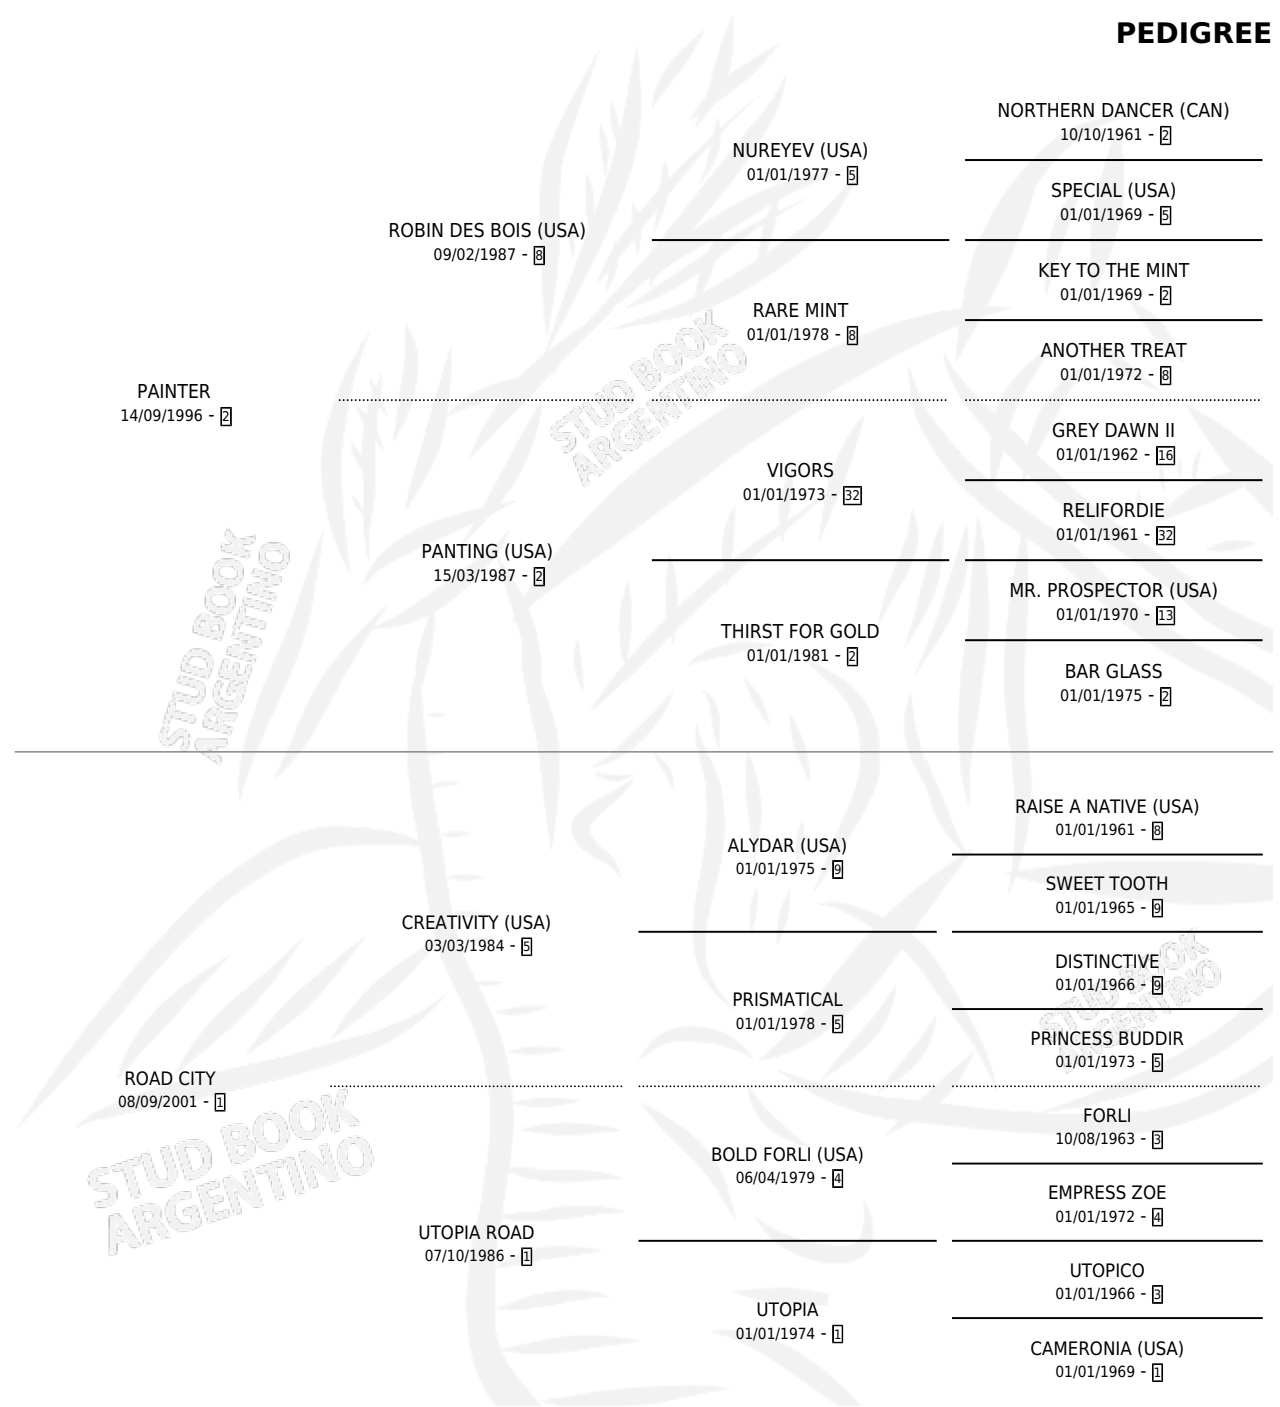 PEDIGREE
NORTHERN DANCER (CAN)
10/10/1961 - 2
NUREYEV (USA)
01/01/1977 - 5
SPECIAL (USA)
01/01/1969 - 5
ROBIN DES BOIS (USA)
09/02/1987 - 8
KEY TO THE MINT
01/01/1969 - 2
RARE MINT
01/01/1978 - 8
ANOTHER TREAT
01/01/1972 - 8
PAINTER
14/09/1996 - 2
GREY DAWN II
01/01/1962 - 16
VIGORS
01/01/1973 - 32
RELIFORDIE
01/01/1961 - 32
PANTING (USA)
15/03/1987 - 2
MR. PROSPECTOR (USA)
01/01/1970 - 13
THIRST FOR GOLD
01/01/1981 - 2
BAR GLASS
01/01/1975 - 2
RAISE A NATIVE (USA)
01/01/1961 - 8
ALYDAR (USA)
01/01/1975 - 9
SWEET TOOTH
01/01/1965 - 9
CREATIVITY (USA)
03/03/1984 - 5
DISTINCTIVE
01/01/1966 - 9
PRISMATICAL
01/01/1978 - 5
PRINCESS BUDDIR
01/01/1973 - 5
ROAD CITY
08/09/2001 - 1
FORLI
10/08/1963 - 3
BOLD FORLI (USA)
06/04/1979 - 4
EMPRESS ZOE
01/01/1972 - 4
UTOPIA ROAD
07/10/1986 - 1
UTOPICO
01/01/1966 - 3
UTOPIA
01/01/1974 - 1
CAMERONIA (USA)
01/01/1969 - 1
STUD BOOK
ARGENTINO
STUD BOOK
ARGENTINO
STUD BOOK
ARGENTINO
STUD BOOK
ARGENTINO